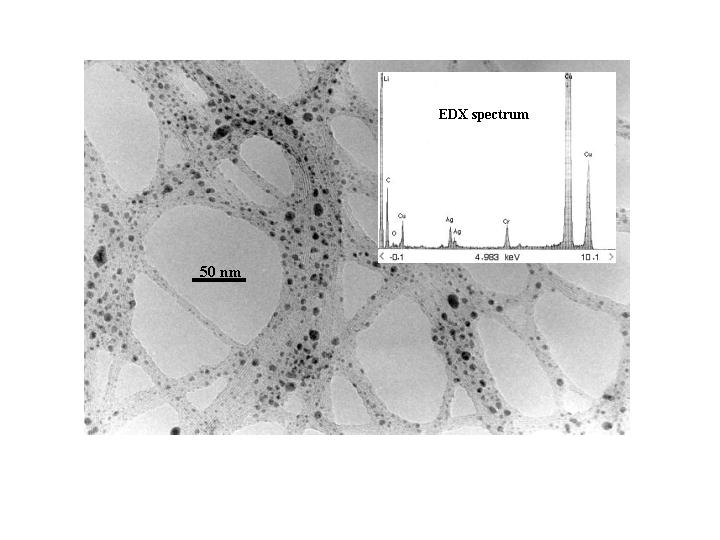 EDX spectrum
Li
Cu
Cu
C
O
Cu
Ag
Ag
Cr
< -0.1 4.983 keV 10.1 >
50 nm